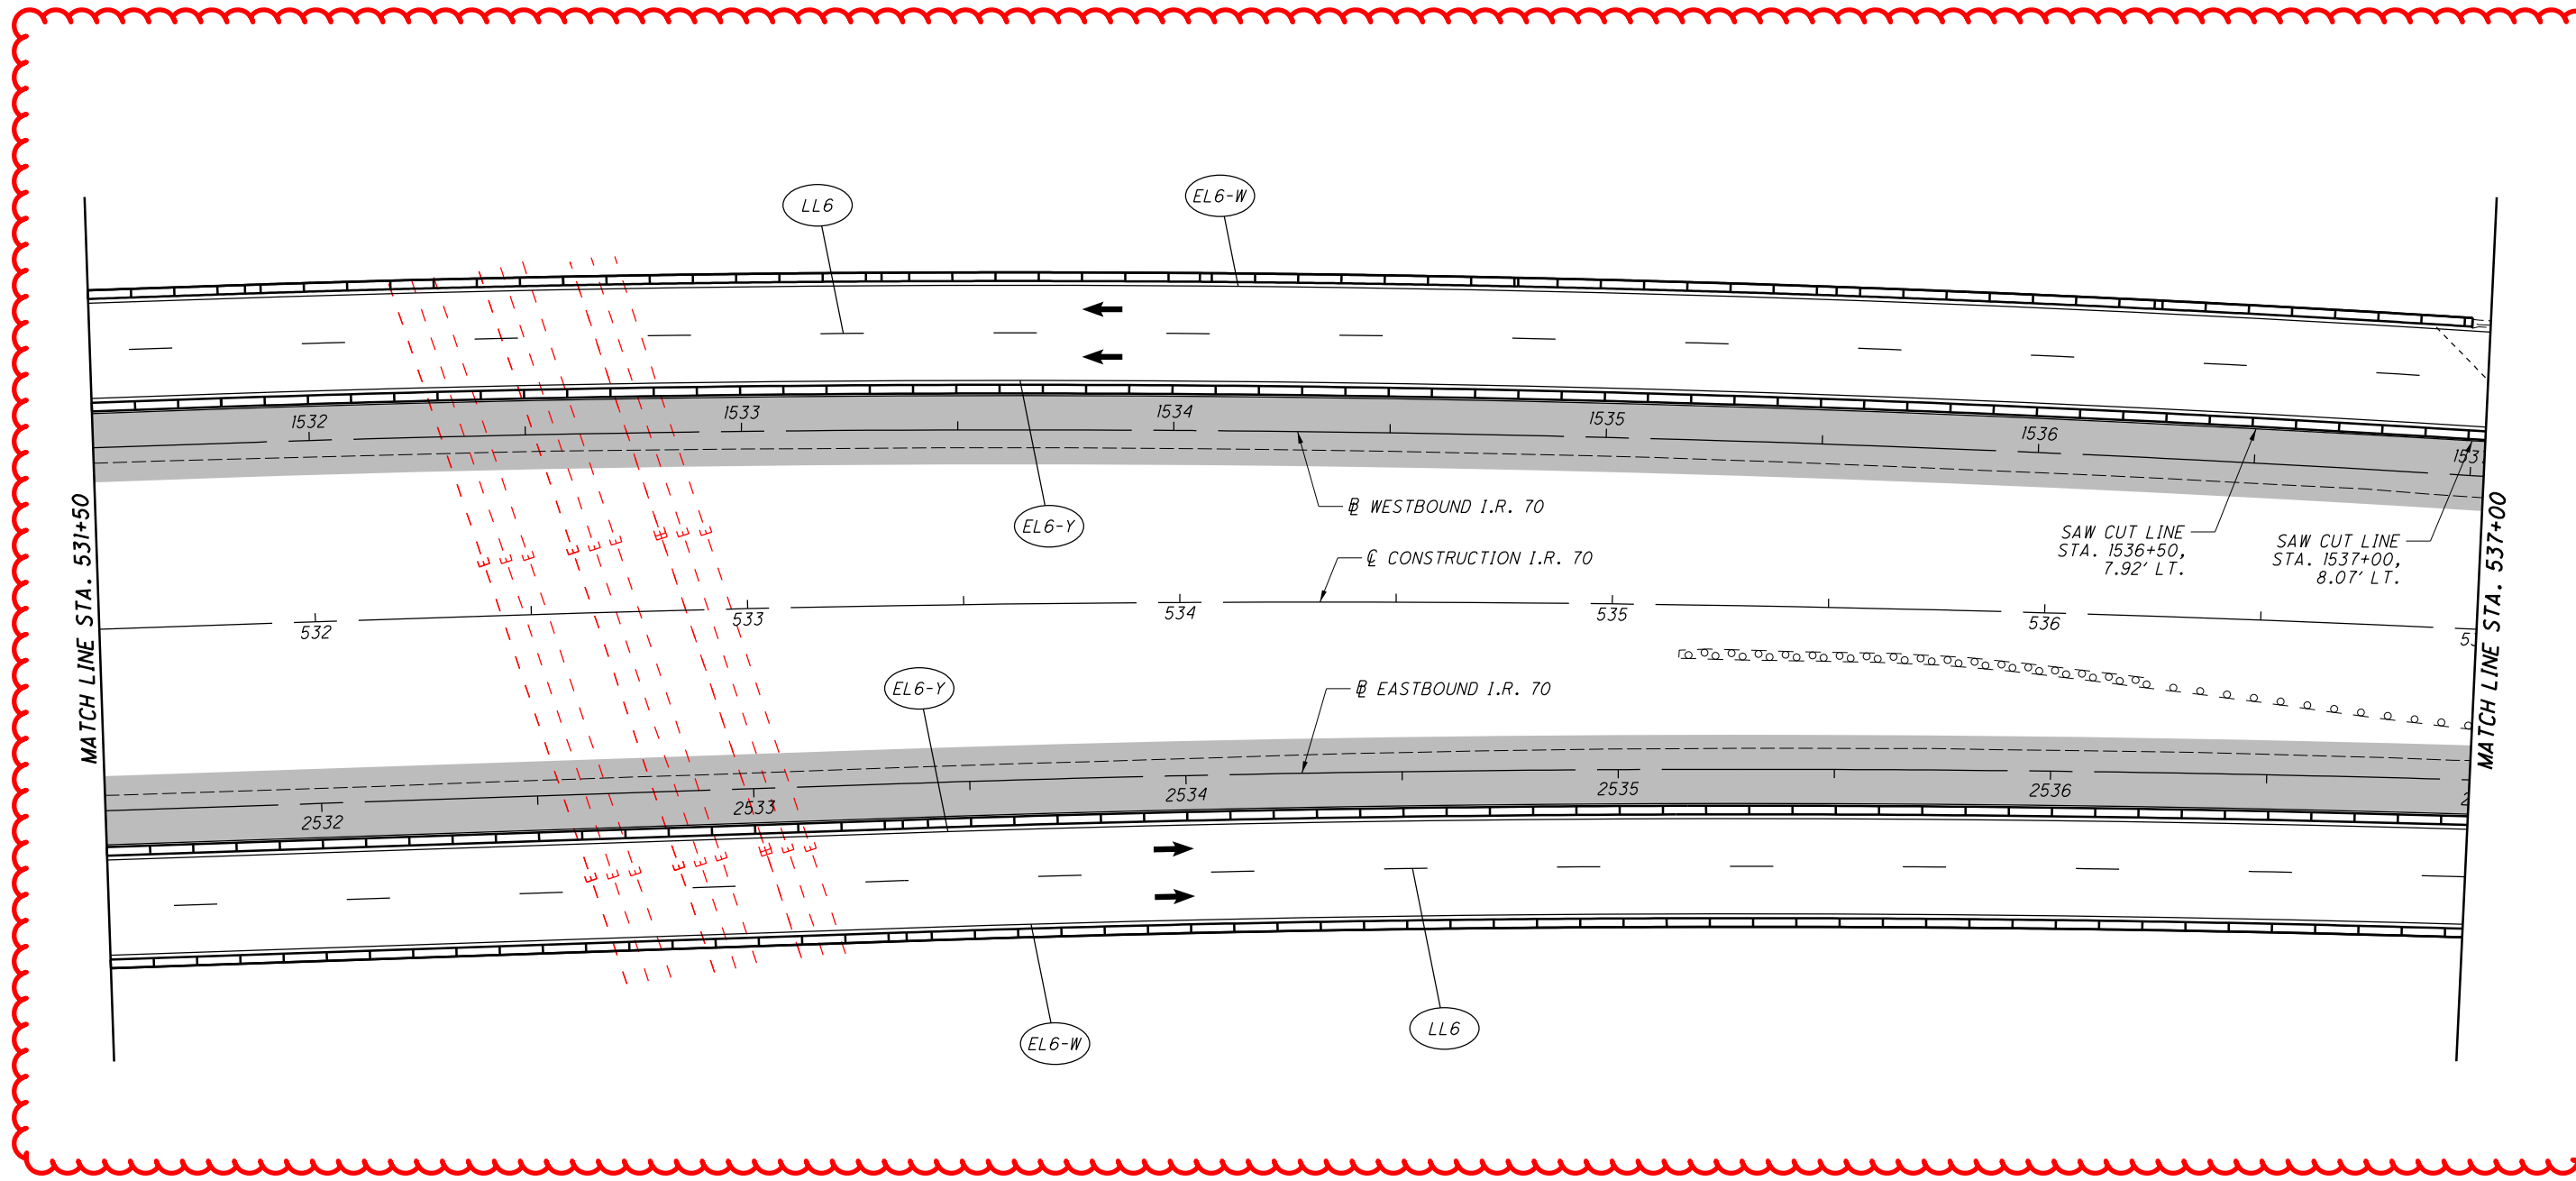 LL6
EL6-W
1532
1533
1534
1535
1536
EL6-Y
℄ CONSTRUCTION I.R. 70
WESTBOUND I.R. 70
SAW CUT LINE
STA. 1536+50,
7.92' LT.
SAW CUT LINE
STA. 1537+00,
8.07' LT.
MATCH LINE STA. 531+50
MATCH LINE STA. 537+00
532
533
534
535
536
EL6-Y
EASTBOUND I.R. 70
2532
2533
2534
2535
2536
EL6-W
LL6